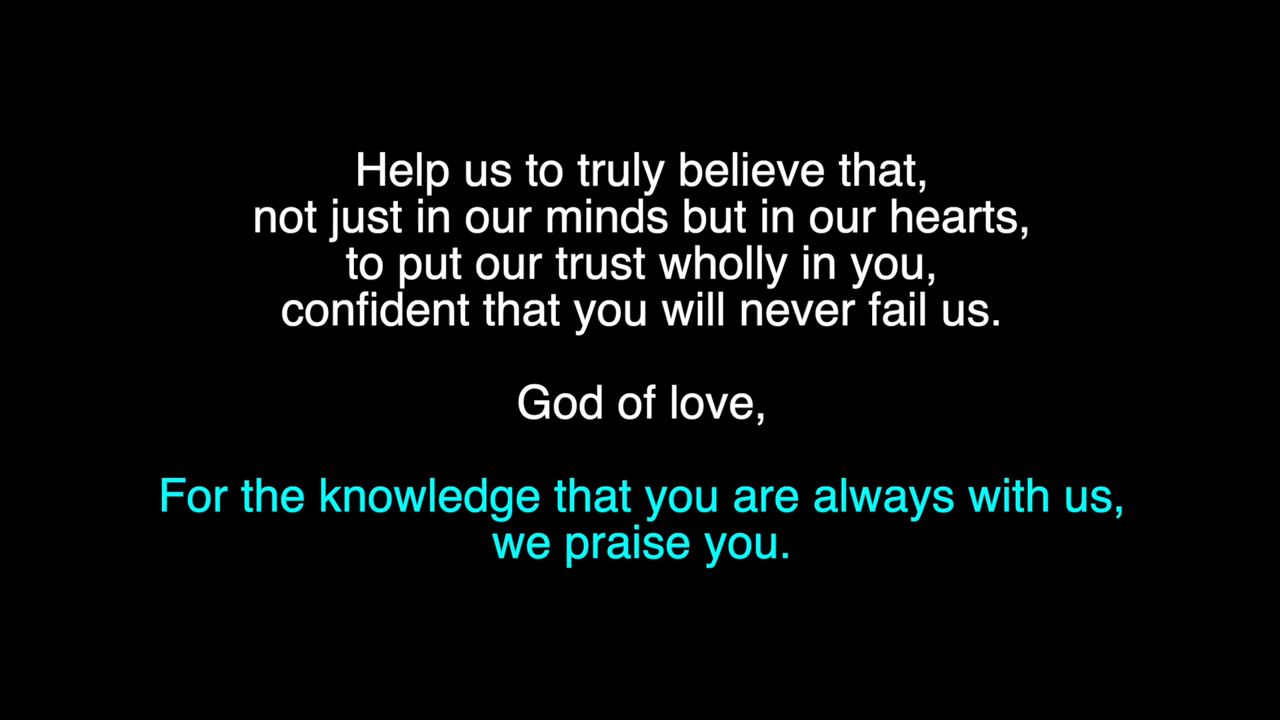 Help us to truly believe that,
not just in our minds but in our hearts,
to put our trust wholly in you,
confident that you will never fail us.
God of love,
For the knowledge that you are always with us,
we praise you.